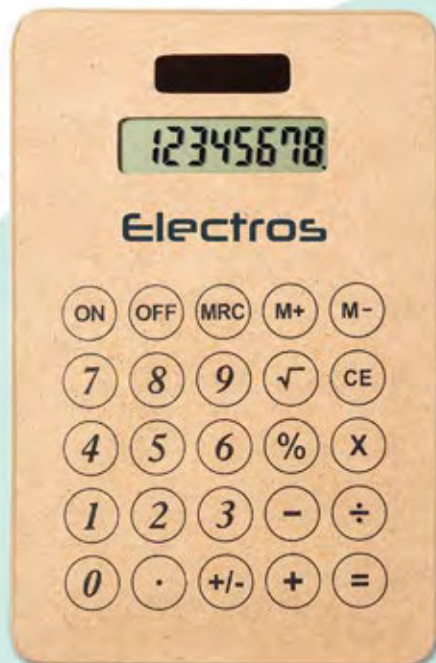 12345678.
Electros
ON OFF MRC M+ M-
7 8 9 √ CE
4 5 6 % X
1 2 3 - ÷
0 · +/- + =